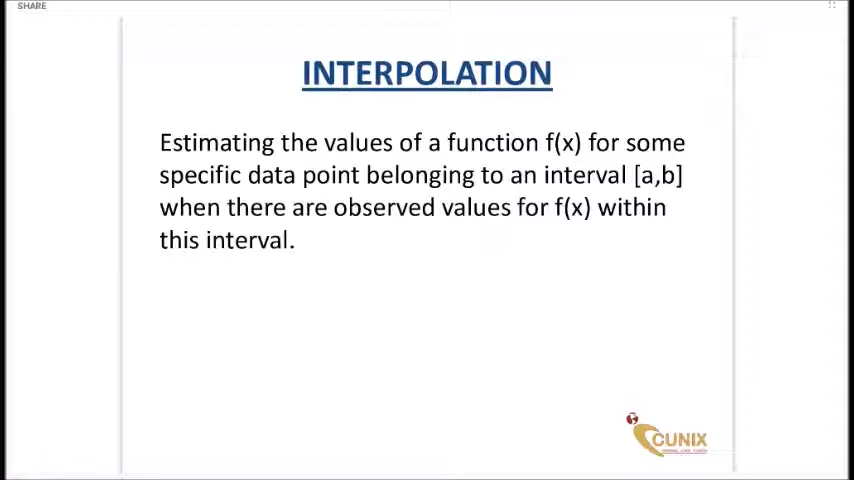 SHARE
INTERPOLATION
Estimating the values of a function f(x) for some
specific data point belonging to an interval [a,b]
when there are observed values for f(x) within
this interval.
CUNIX